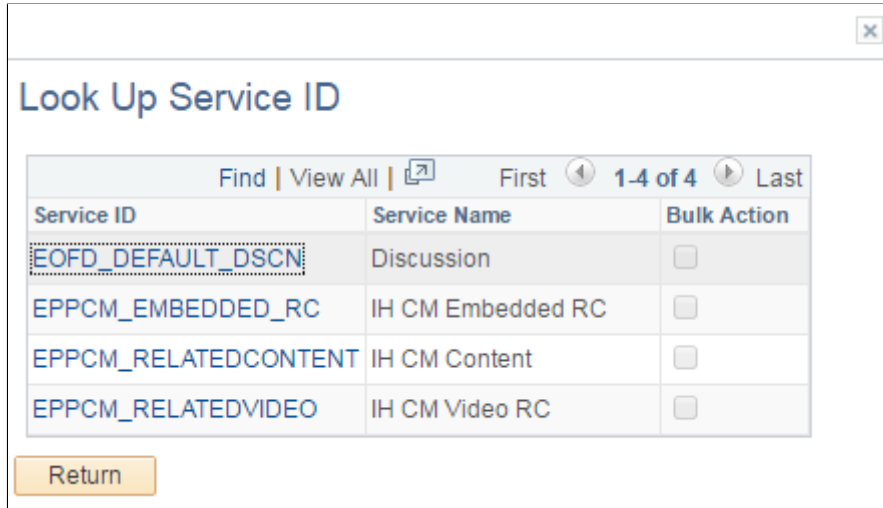 Look Up Service ID
Find | View All | First 1-4 of 4 Last
Service ID Service Name Bulk Action
EOFD_DEFAULT_DSCN Discussion
EPPCM_EMBEDDED_RC IH CM Embedded RC
EPPCM_RELATEDCONTENT IH CM Content
EPPCM_RELATEDVIDEO IH CM Video RC
Return